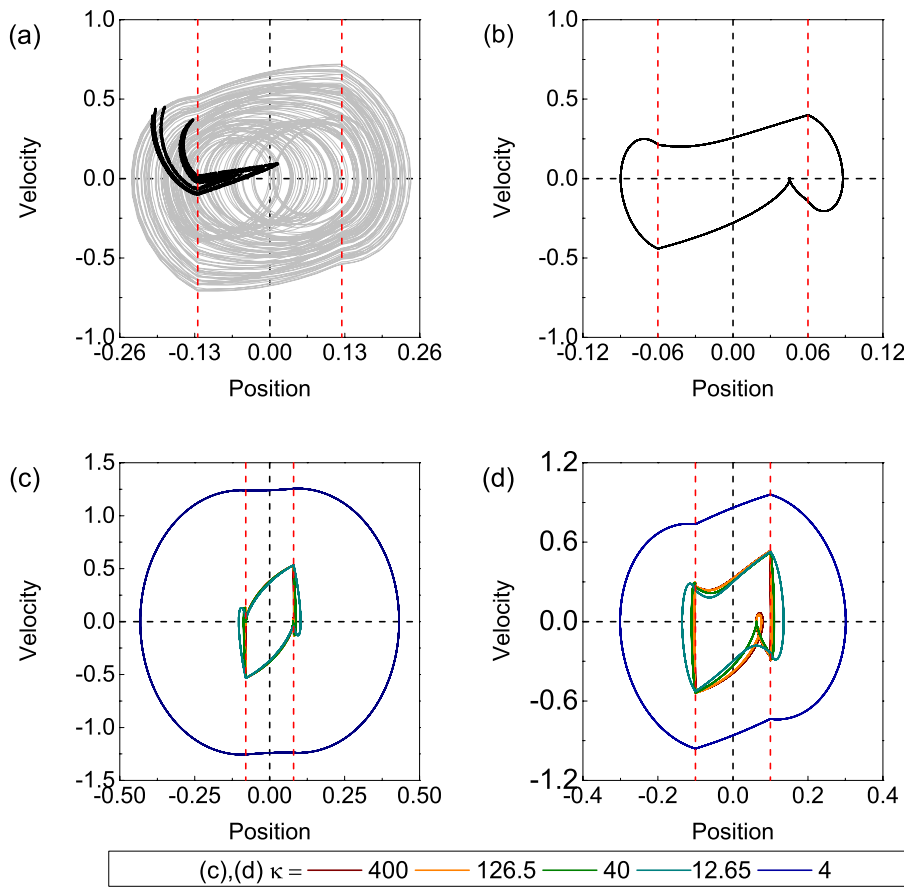 (a)
1.0
0.5
0.0
-0.5
-1.0
Velocity
-0.26 -0.13 0.00 0.13 0.26
Position
(b)
1.0
0.5
0.0
-0.5
-1.0
Velocity
-0.12 -0.06 0.00 0.06 0.12
Position
(c)
1.5
1.0
0.5
0.0
-0.5
-1.0
-1.5
Velocity
-0.50 -0.25 0.00 0.25 0.50
Position
(d)
1.2
0.6
0.0
-0.6
-1.2
Velocity
-0.4 -0.2 0.0 0.2 0.4
Position
(c),(d) κ = 400 126.5 40 12.65 4